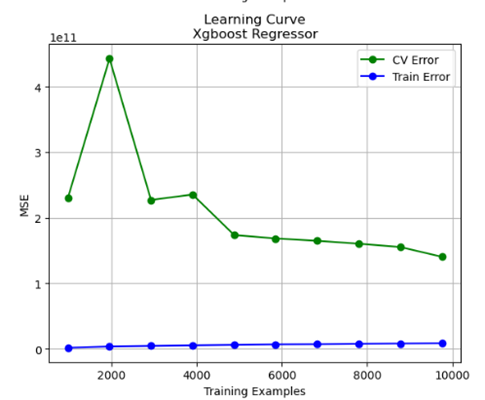 Learning Curve
Xgboost Regressor
1e11
CV Error
Train Error
4
3
2
1
0
MSE
2000
4000
6000
8000
10000
Training Examples